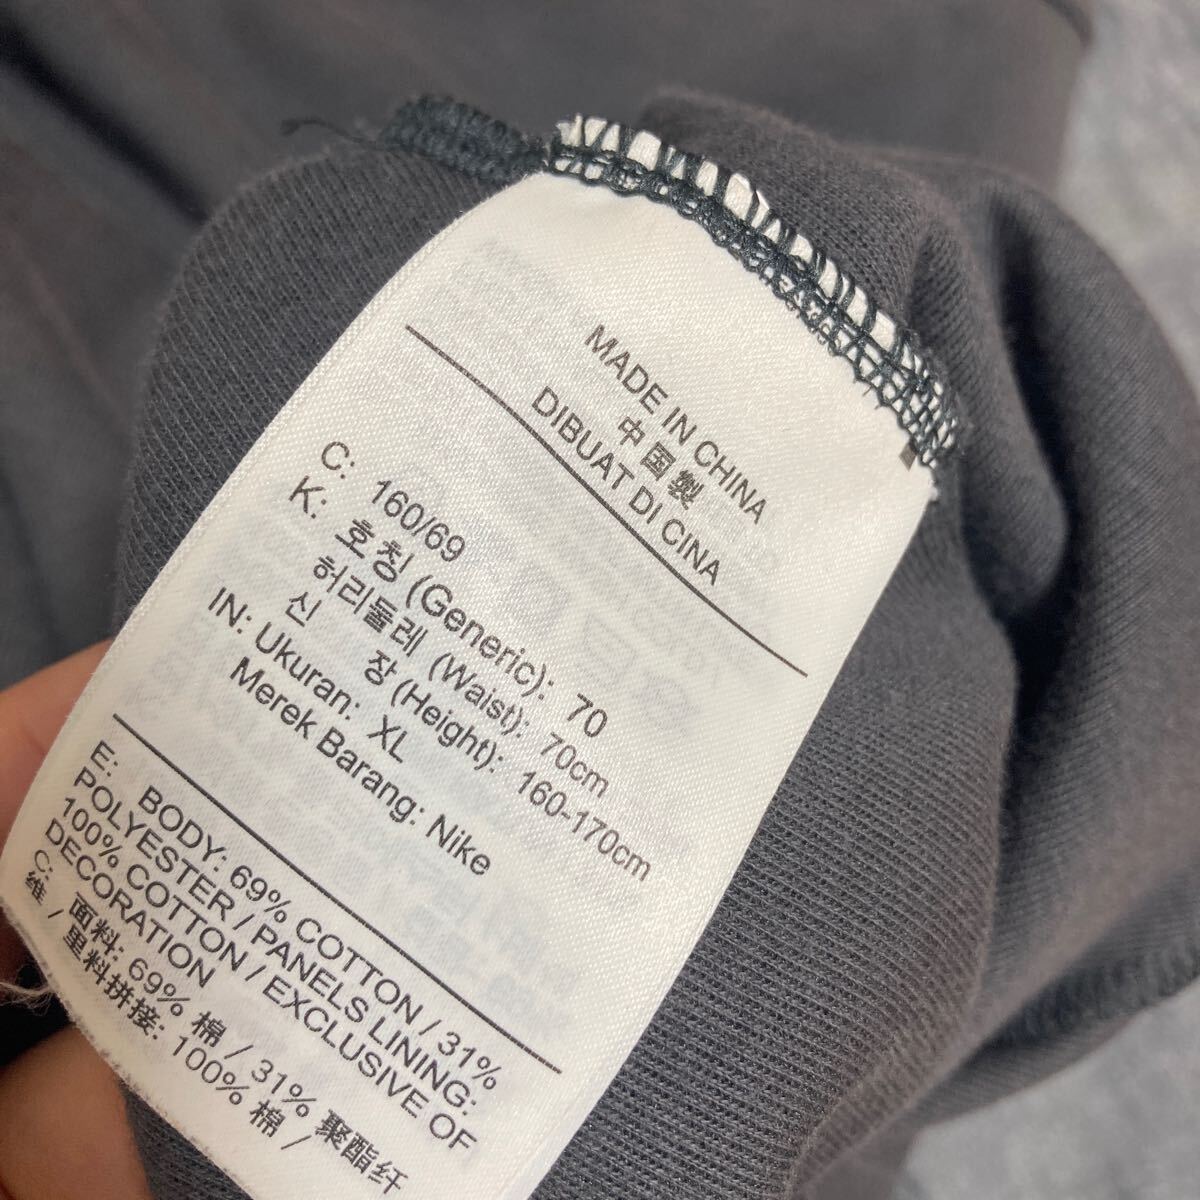 MADE IN CHINA
中国製
DIBUAT DI CINA
C: 160/69
K: 호칭 (Generic): 70
허리둘레 (Waist): 70cm
신 장 (Height): 160-170cm
IN: Ukuran: XL
Merek Barang: Nike
E: BODY: 69% COTTON / 31%
POLYESTER / PANELS LINING:
100% COTTON / EXCLUSIVE OF
DECORATION
C: 面料: 69% 棉 / 31% 聚酯纤
维 / 里料拼接: 100% 棉 /